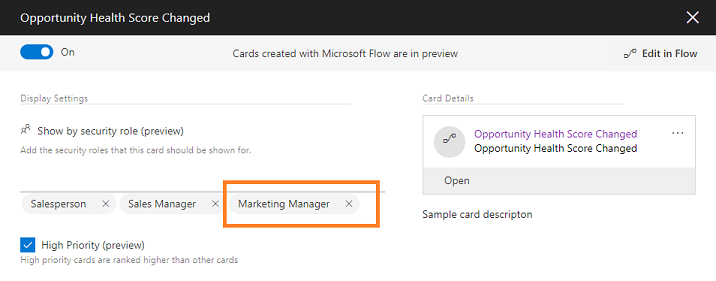 Opportunity Health Score Changed
On
Cards created with Microsoft Flow are in preview
Edit in Flow
Display Settings
Show by security role (preview)
Add the security roles that this card should be shown for.
Salesperson
Sales Manager
Marketing Manager
High Priority (preview)
High priority cards are ranked higher than other cards
Card Details
Opportunity Health Score Changed
Opportunity Health Score Changed
Open
Sample card descripton